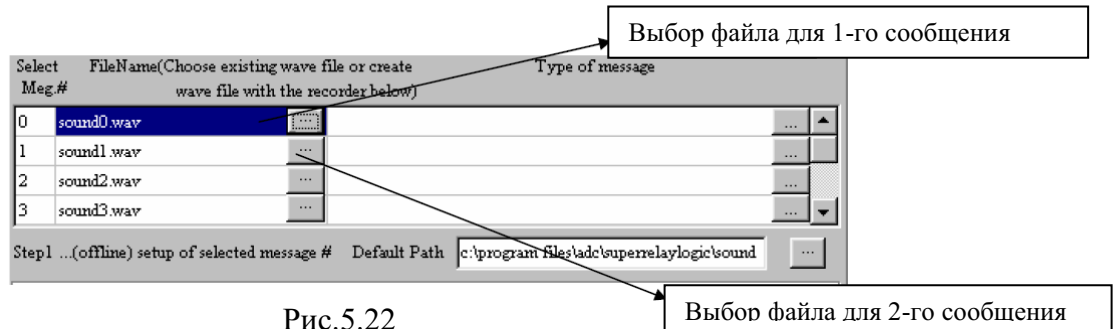 Выбор файла для 1-го сообщения
Select FileName(Choose existing wave file or create Type of message
Meg.# wave file with the recorder below)
0 sound0.wav ... ...
1 sound1.wav ... ...
2 sound2.wav ... ...
3 sound3.wav ... ...
Step1 ...(offline) setup of selected message # Default Path c:\program files\adc\superrelaylogic\sound ...
Рис.5.22
Выбор файла для 2-го сообщения